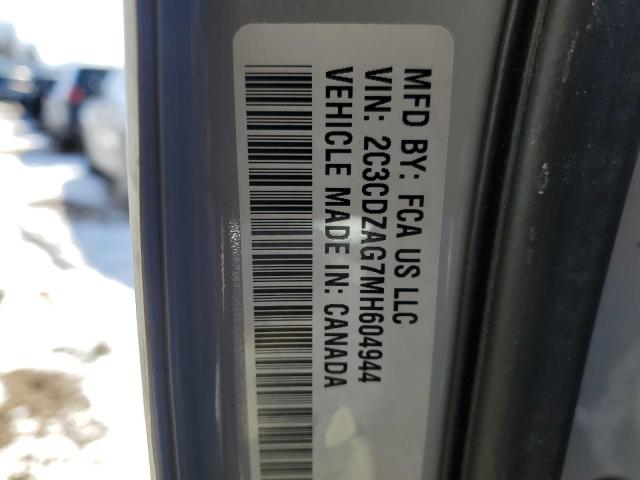 MFD BY: FCA US LLC
VIN: 2C3CDZAG7MH604944
VEHICLE MADE IN: CANADA